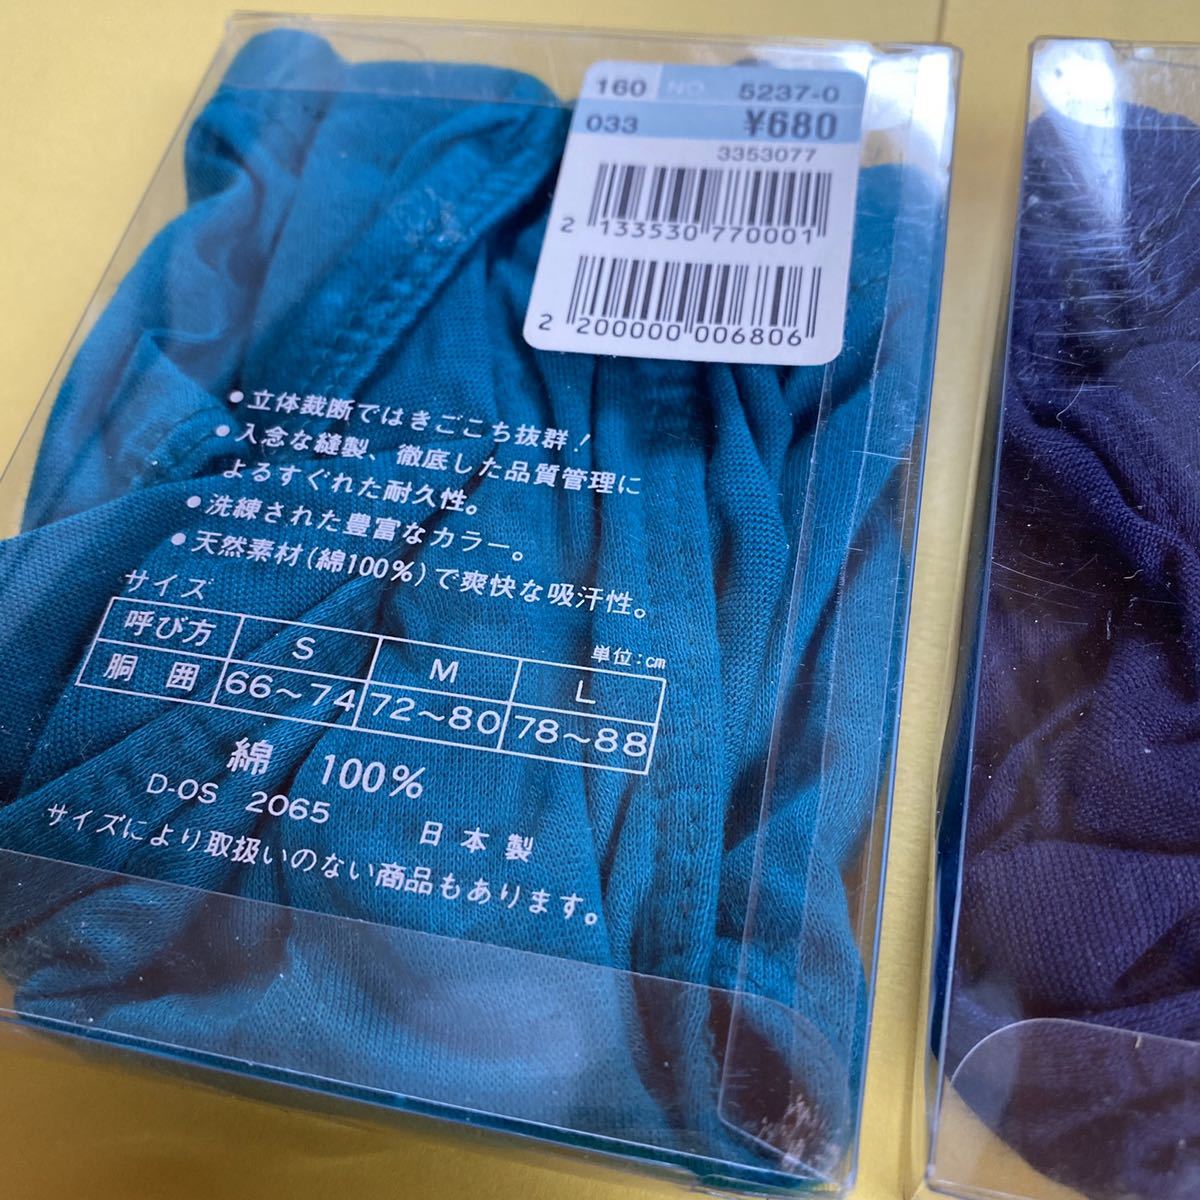 160 NO. 5237-0
033 ¥680
3353077
2 133530 770001
2 200000 006806
●立体裁断ではきごこち抜群！
●入念な縫製、徹底した品質管理に
よるすぐれた耐久性。
●洗練された豊富なカラー。
●天然素材(綿100%)で爽快な吸汗性。
サイズ
単位:cm
呼び方 S M L
胴囲 66～74 72～80 78～88
綿 100%
D-OS 2065
日本製
サイズにより取扱いのない商品もあります。